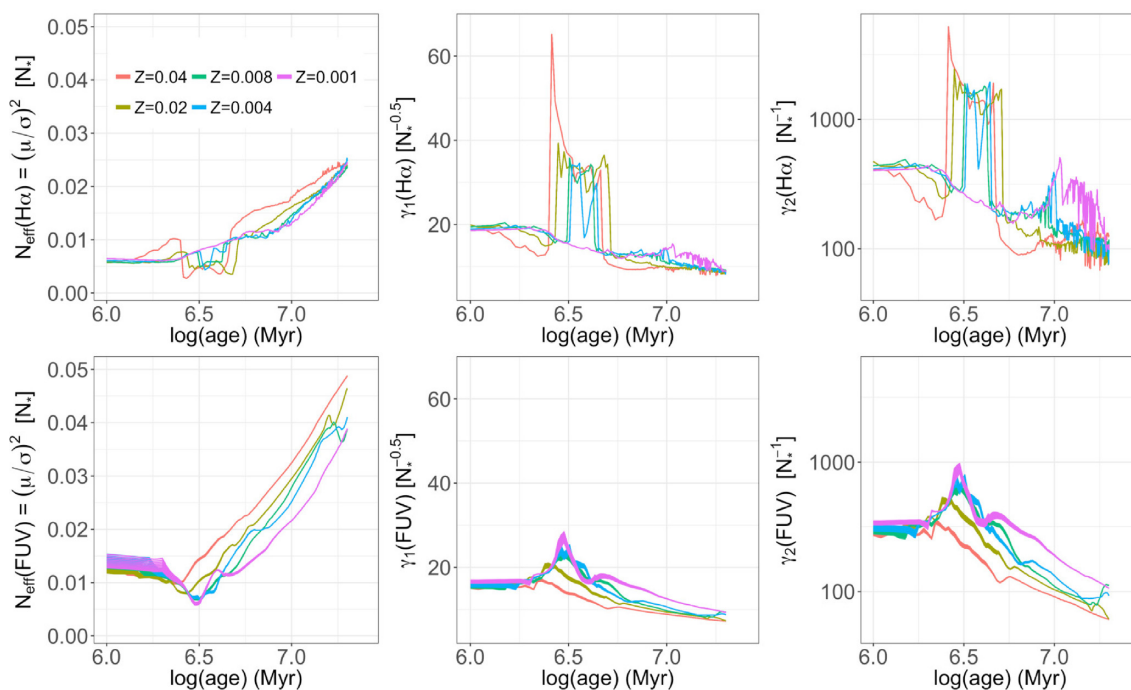 N_eff(Hα) = (μ/σ)² [N*]
0.05
0.04
0.03
0.02
0.01
0.00
Z=0.04 Z=0.008 Z=0.001
Z=0.02 Z=0.004
6.0 6.5 7.0
log(age) (Myr)
γ₁(Hα) [N*^-0.5]
60
40
20
6.0 6.5 7.0
log(age) (Myr)
γ₂(Hα) [N*^-1]
1000
100
6.0 6.5 7.0
log(age) (Myr)
N_eff(FUV) = (μ/σ)² [N*]
0.05
0.04
0.03
0.02
0.01
0.00
6.0 6.5 7.0
log(age) (Myr)
γ₁(FUV) [N*^-0.5]
60
40
20
6.0 6.5 7.0
log(age) (Myr)
γ₂(FUV) [N*^-1]
1000
100
6.0 6.5 7.0
log(age) (Myr)